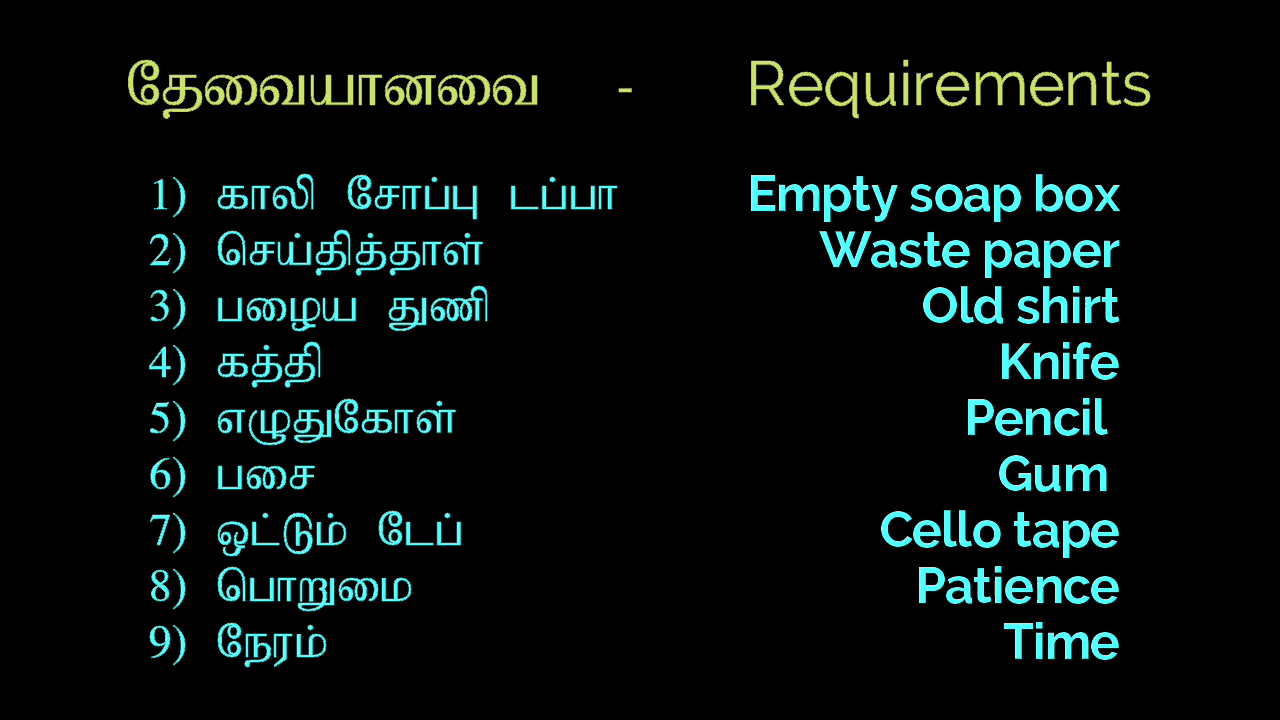 தேவையானவை - Requirements
1) காலி சோப்பு டப்பா Empty soap box
2) செய்தித்தாள் Waste paper
3) பழைய துணி Old shirt
4) கத்தி Knife
5) எழுதுகோள் Pencil
6) பசை Gum
7) ஒட்டும் டேப் Cello tape
8) பொறுமை Patience
9) நேரம் Time